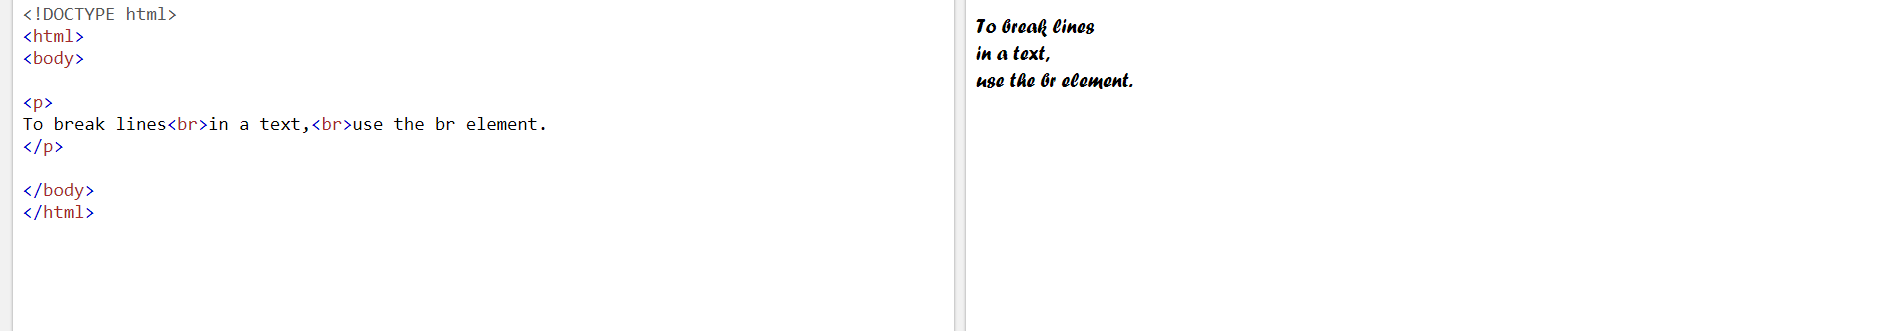 <!DOCTYPE html>
<html>
<body>
<p>
To break lines<br>in a text,<br>use the br element.
</p>
</body>
</html>
To break lines
in a text,
use the br element.